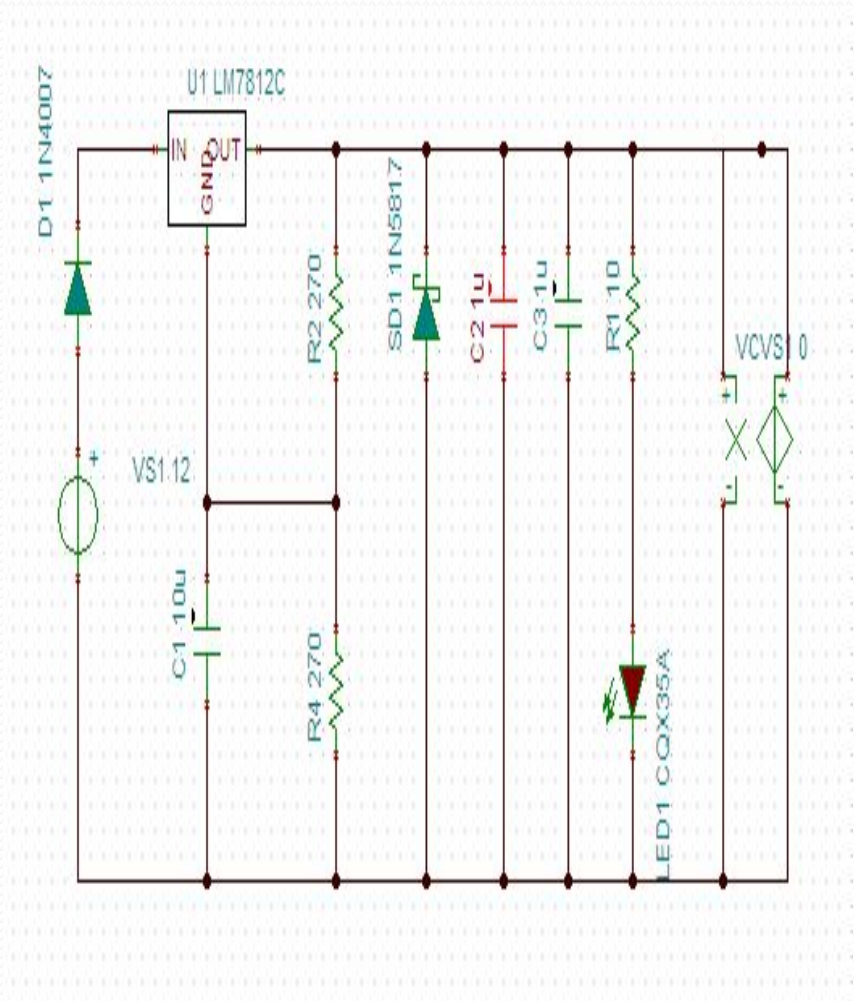 D1 1N4007
U1 LM7812C
IN OUT
GND
R2 270
SD1 1N5817
C2 1u
C3 1u
R1 10
VCVS1 0
+ +
- -
+
VS1 12
C1 10u
R4 270
LED1 CQX35A